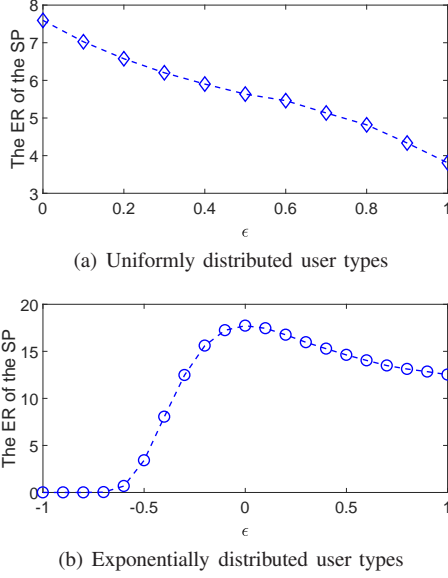 8
7
6
5
4
3
The ER of the SP
0 0.2 0.4 0.6 0.8 1
ϵ
(a) Uniformly distributed user types
20
15
10
5
0
The ER of the SP
-1 -0.5 0 0.5 1
ϵ
(b) Exponentially distributed user types